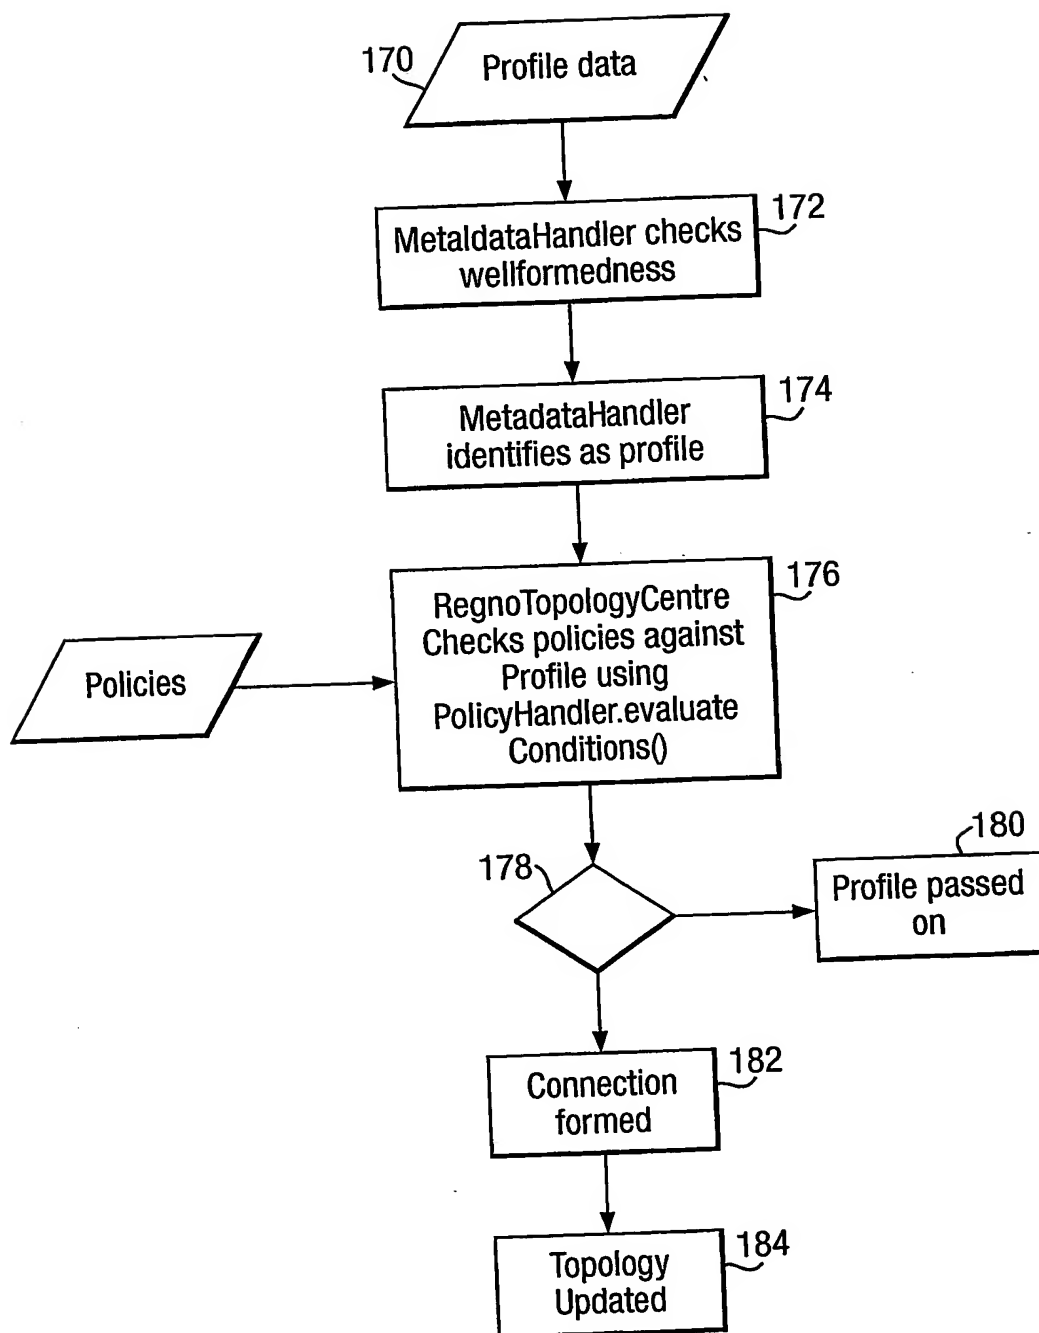 170
Profile data
172
MetaldataHandler checks
wellformedness
174
MetadataHandler
identifies as profile
176
RegnoTopologyCentre
Checks policies against
Profile using
PolicyHandler.evaluate
Conditions()
Policies
178
180
Profile passed
on
182
Connection
formed
184
Topology
Updated